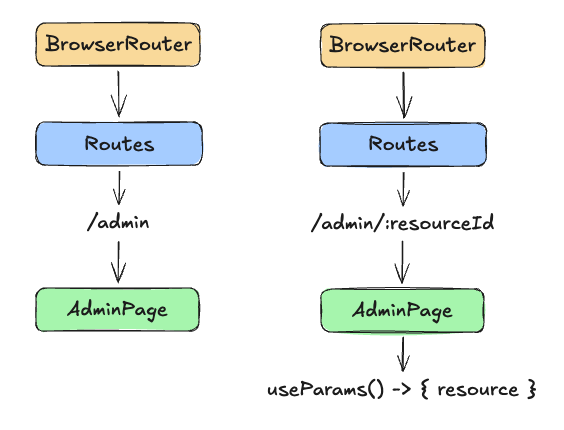 BrowserRouter
Routes
/admin
AdminPage
BrowserRouter
Routes
/admin/:resourceId
AdminPage
useParams() -> { resource }